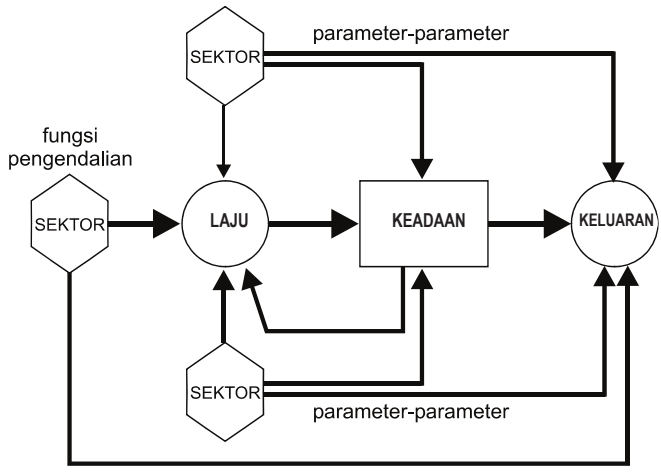 parameter-parameter
SEKTOR
fungsi
pengendalian
SEKTOR
LAJU
KEADAAN
KELUARAN
SEKTOR
parameter-parameter